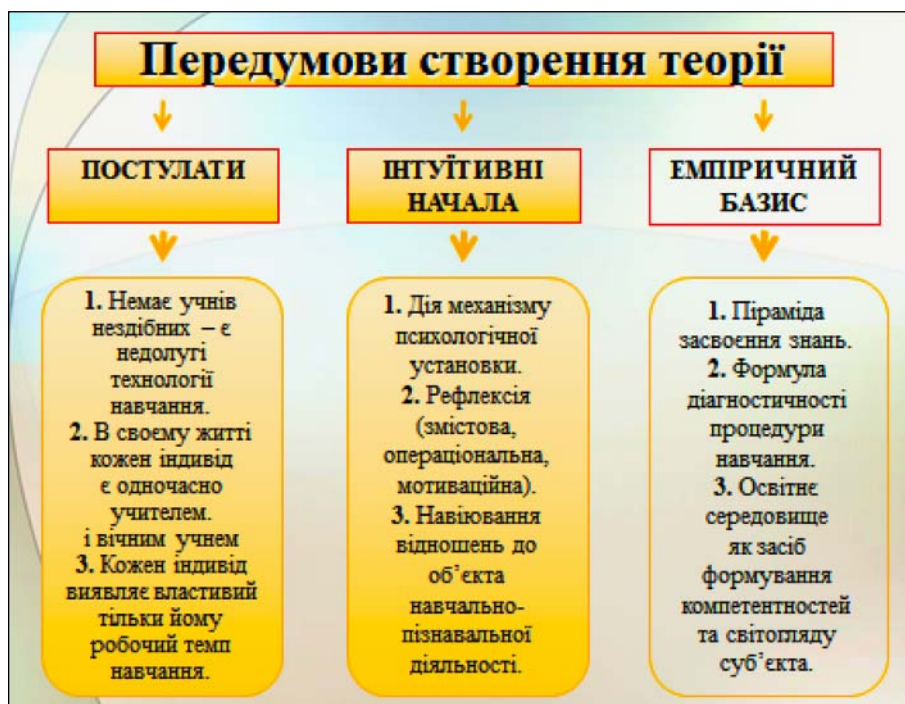 Передумови створення теорії
ПОСТУЛАТИ
ІНТУЇТИВНІ
НАЧАЛА
ЕМПІРИЧНИЙ
БАЗИС
1. Немає учнів
нездібних – є
недолугі
технології
навчання.
2. В своєму житті
кожен індивід
є одночасно
учителем.
і вічним учнем
3. Кожен індивід
виявляє властивий
тільки йому
робочий темп
навчання.
1. Дія механізму
психологічної
установки.
2. Рефлексія
(змістова,
операціональна,
мотиваційна).
3. Навіювання
відношень до
об’єкта
навчально-
пізнавальної
діяльності.
1. Піраміда
засвоєння знань.
2. Формула
діагностичності
процедури
навчання.
3. Освітнє
середовище
як засіб
формування
компетентностей
та світогляду
суб’єкта.